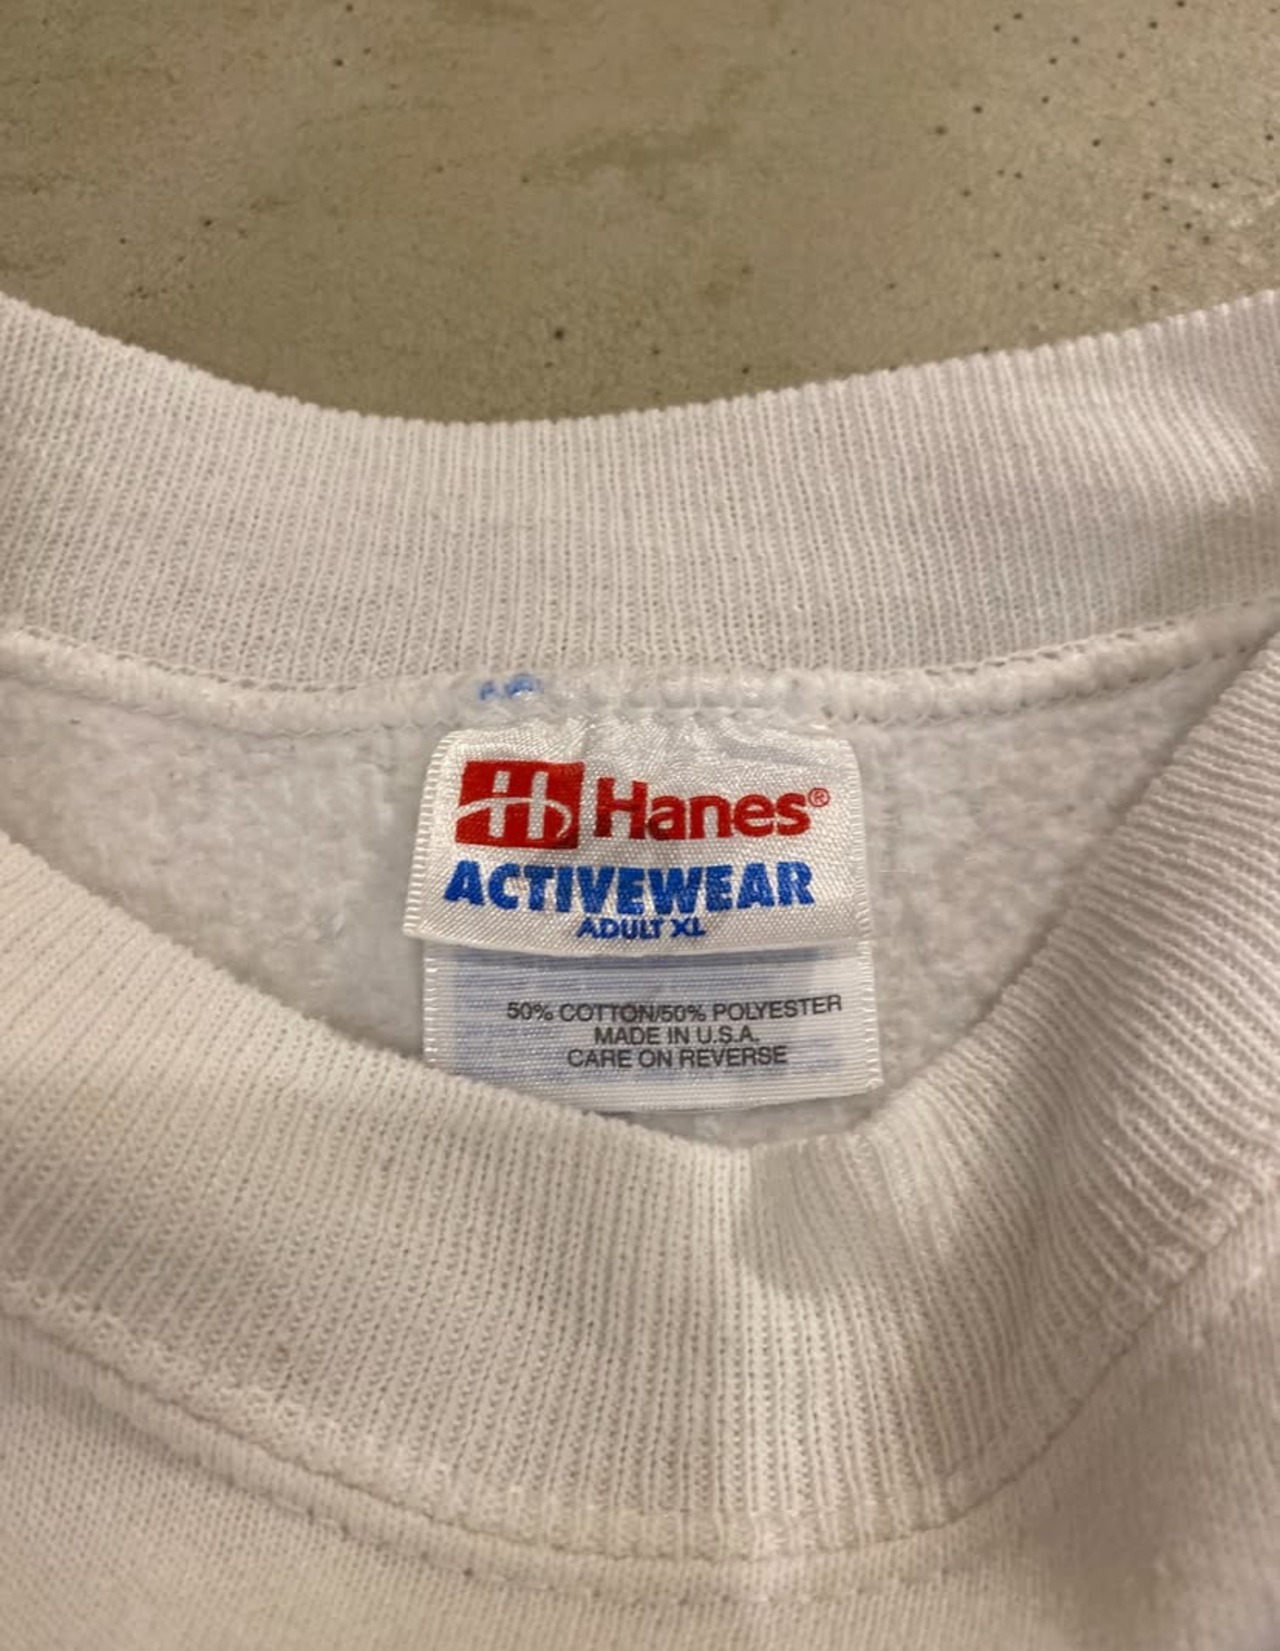 Hanes®
ACTIVEWEAR
ADULT XL
50% COTTON/50% POLYESTER
MADE IN U.S.A.
CARE ON REVERSE